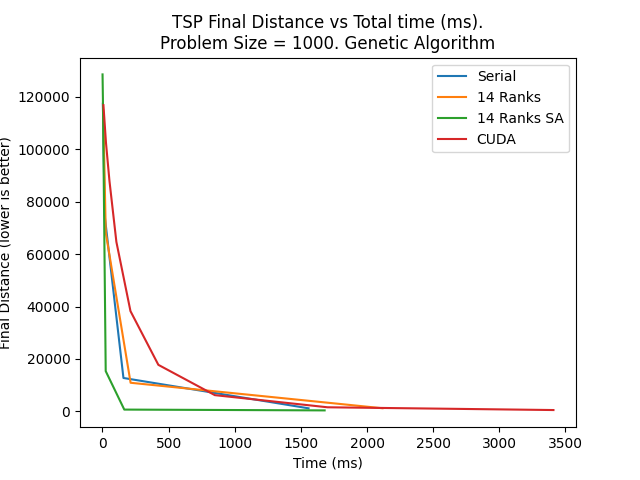 TSP Final Distance vs Total time (ms).
Problem Size = 1000. Genetic Algorithm
Final Distance (lower is better)
120000
100000
80000
60000
40000
20000
0
Serial
14 Ranks
14 Ranks SA
CUDA
0 500 1000 1500 2000 2500 3000 3500
Time (ms)